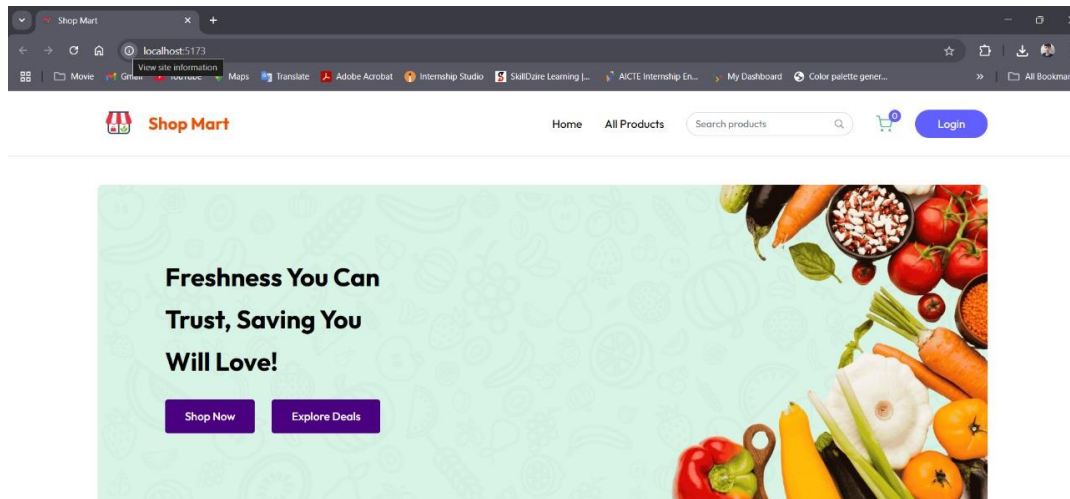 Shop Mart
localhost:5173
View site information
Movie Gmail YouTube Maps Translate Adobe Acrobat Internship Studio SkillDzire Learning |... AICTE Internship En... My Dashboard Color palette gener... » All Bookmar
Shop Mart Home All Products Search products 0 Login
Freshness You Can
Trust, Saving You
Will Love!
Shop Now Explore Deals